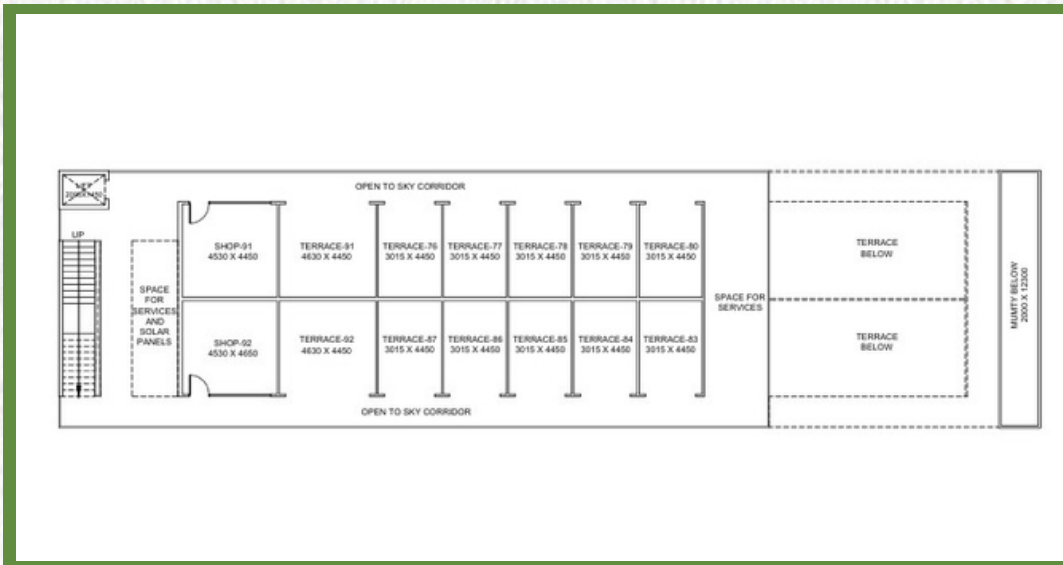 OPEN TO SKY CORRIDOR
LIFT
UP
SHOP-91
4530 X 4450
TERRACE-91
4630 X 4450
TERRACE-76
3015 X 4450
TERRACE-77
3015 X 4450
TERRACE-78
3015 X 4450
TERRACE-79
3015 X 4450
TERRACE-80
3015 X 4450
TERRACE
BELOW
SPACE
FOR
SERVICES
AND
SOLAR
PANELS
SPACE FOR
SERVICES
MUMTY BELOW
2000 X 12300
SHOP-92
4530 X 4650
TERRACE-92
4630 X 4450
TERRACE-87
3015 X 4450
TERRACE-86
3015 X 4450
TERRACE-85
3015 X 4450
TERRACE-84
3015 X 4450
TERRACE-83
3015 X 4450
TERRACE
BELOW
OPEN TO SKY CORRIDOR